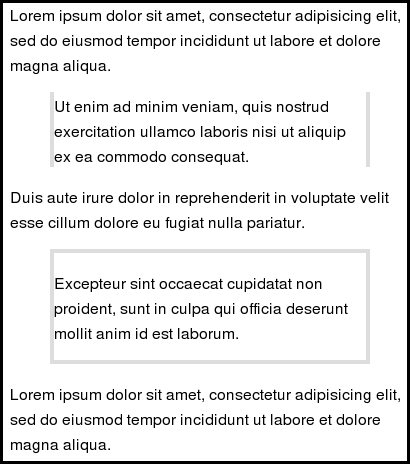 Lorem ipsum dolor sit amet, consectetur adipisicing elit,
sed do eiusmod tempor incididunt ut labore et dolore
magna aliqua.
Ut enim ad minim veniam, quis nostrud
exercitation ullamco laboris nisi ut aliquip
ex ea commodo consequat.
Duis aute irure dolor in reprehenderit in voluptate velit
esse cillum dolore eu fugiat nulla pariatur.
Excepteur sint occaecat cupidatat non
proident, sunt in culpa qui officia deserunt
mollit anim id est laborum.
Lorem ipsum dolor sit amet, consectetur adipisicing elit,
sed do eiusmod tempor incididunt ut labore et dolore
magna aliqua.